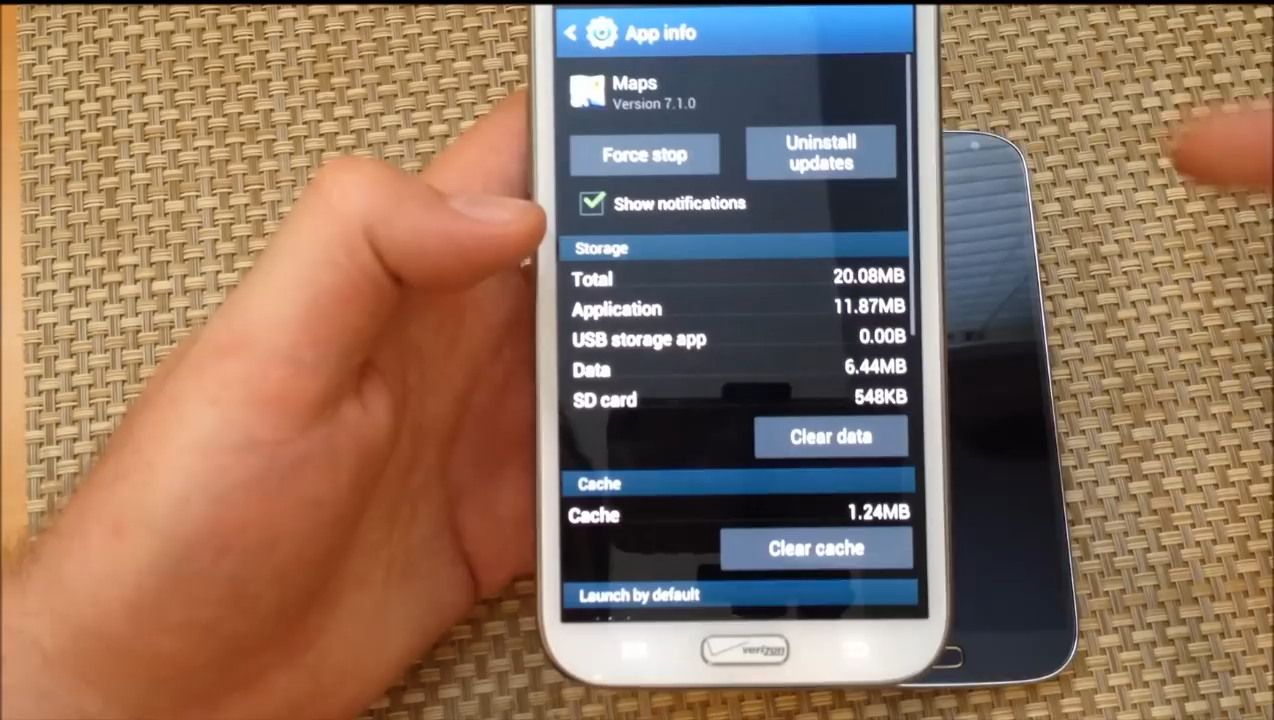 App info
Maps
Version 7.1.0
Force stop
Uninstall
updates
Show notifications
Storage
Total 20.08MB
Application 11.87MB
USB storage app 0.00B
Data 6.44MB
SD card 548KB
Clear data
Cache
Cache 1.24MB
Clear cache
Launch by default
verizon